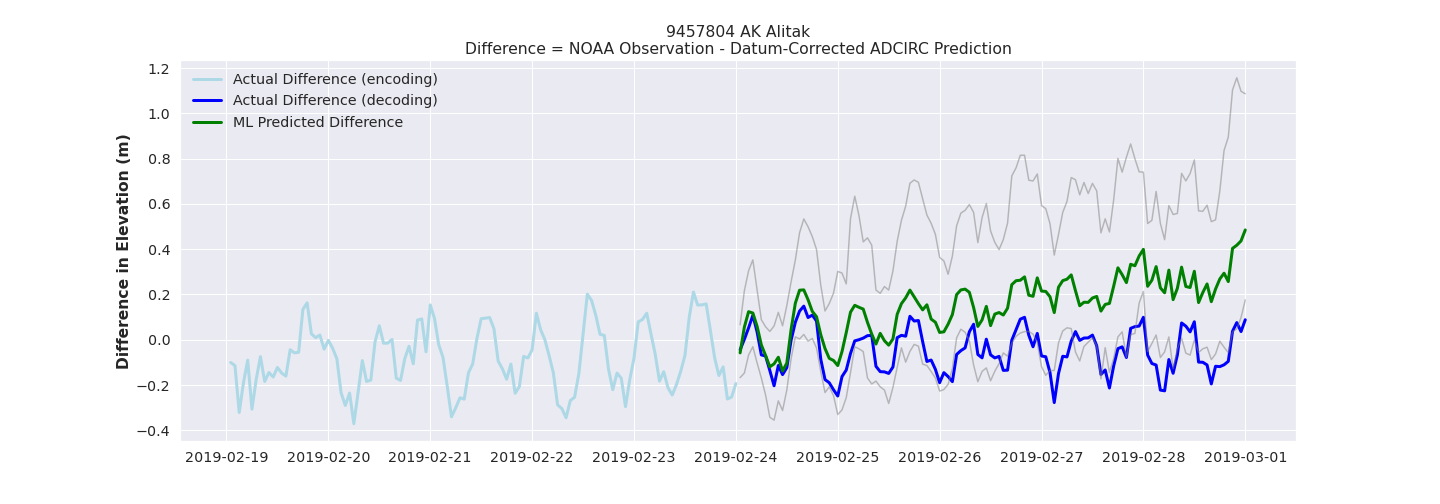 9457804 AK Alitak
Difference = NOAA Observation - Datum-Corrected ADCIRC Prediction
Actual Difference (encoding)
Actual Difference (decoding)
ML Predicted Difference
Difference in Elevation (m)
1.2
1.0
0.8
0.6
0.4
0.2
0.0
−0.2
−0.4
2019-02-19 2019-02-20 2019-02-21 2019-02-22 2019-02-23 2019-02-24 2019-02-25 2019-02-26 2019-02-27 2019-02-28 2019-03-01